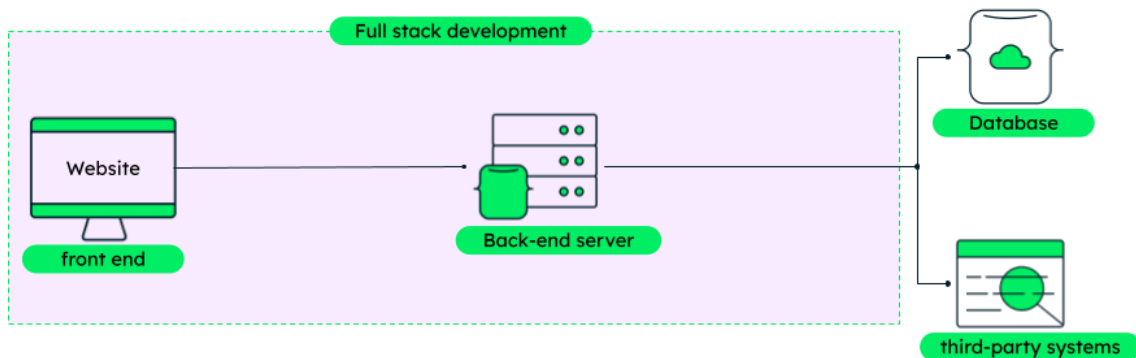 Full stack development
Website
front end
Back-end server
Database
third-party systems